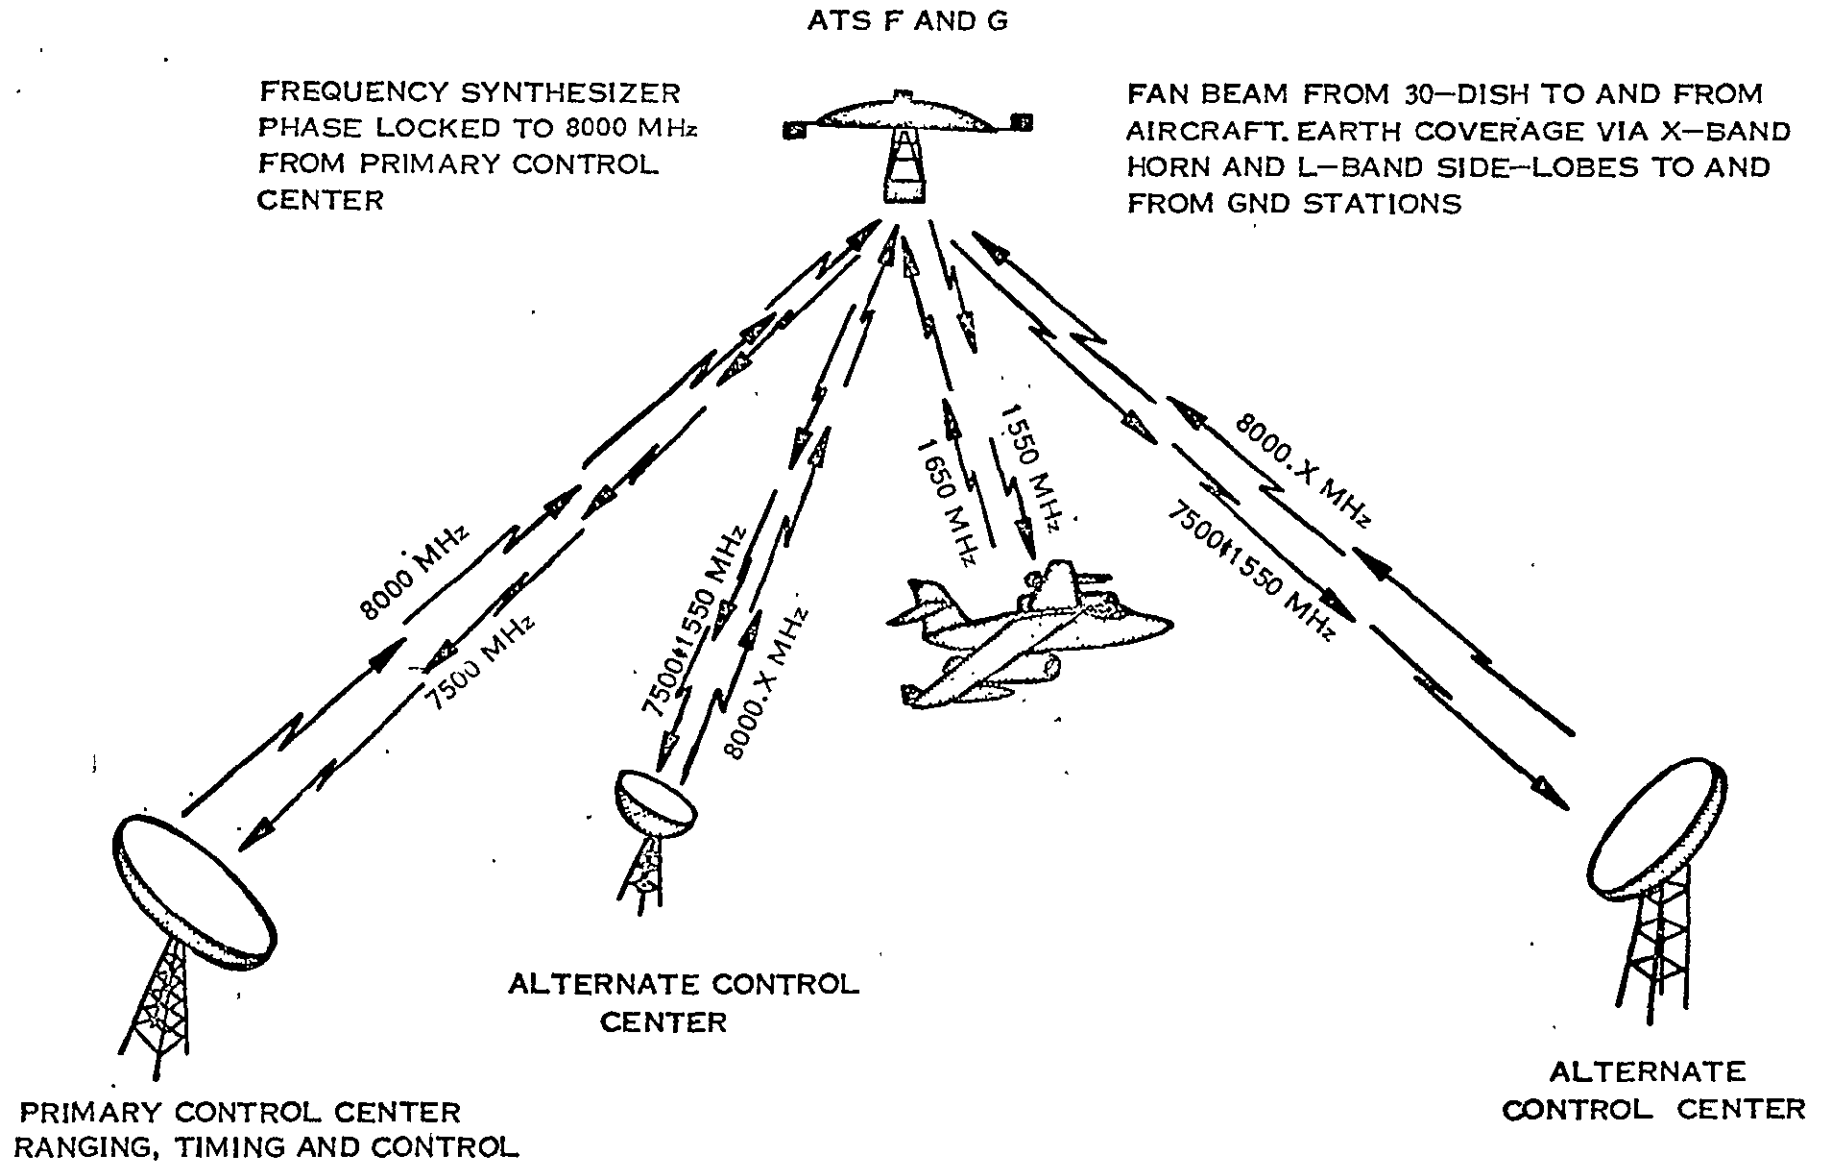 ATS F AND G
FREQUENCY SYNTHESIZER
PHASE LOCKED TO 8000 MHz
FROM PRIMARY CONTROL
CENTER
FAN BEAM FROM 30—DISH TO AND FROM
AIRCRAFT. EARTH COVERAGE VIA X—BAND
HORN AND L—BAND SIDE—LOBES TO AND
FROM GND STATIONS
8000 MHz
7500 MHz
7500+1550 MHz
8000.X MHz
1650 MHz
1550 MHz
8000.X MHz
7500+1550 MHz
ALTERNATE CONTROL
CENTER
ALTERNATE
CONTROL CENTER
PRIMARY CONTROL CENTER
RANGING, TIMING AND CONTROL